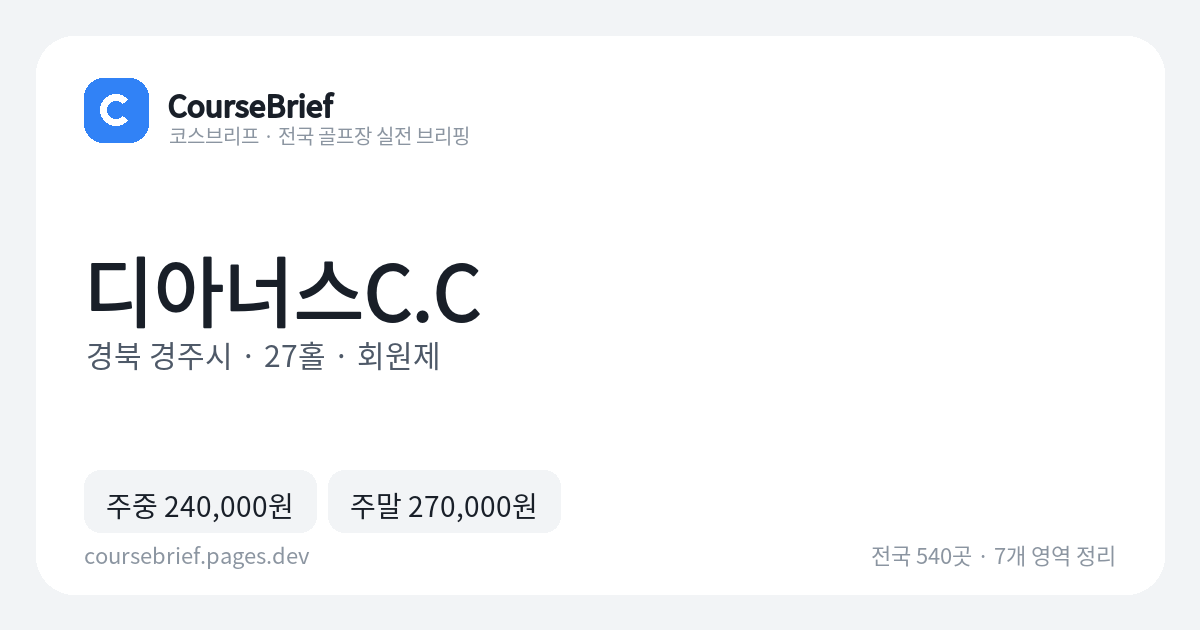 C
CourseBrief
코스브리프 · 전국 골프장 실전 브리핑
디아너스C.C
경북 경주시 · 27홀 · 회원제
주중 240,000원 주말 270,000원
coursebrief.pages.dev 전국 540곳 · 7개 영역 정리